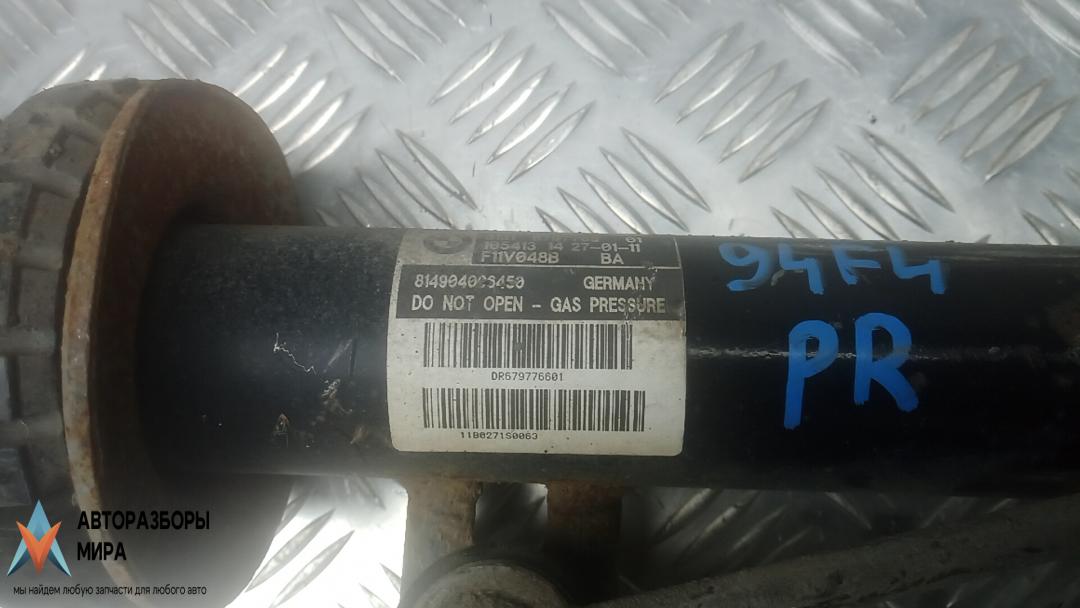 01
105413 14 27-01-11
F11V048B BA
GERMANY
DO NOT OPEN - GAS PRESSURE
DR679776601
11B0271S0063
94F4
PR
АВТОРАЗБОРЫ
МИРА
мы найдем любую запчасти для любого авто